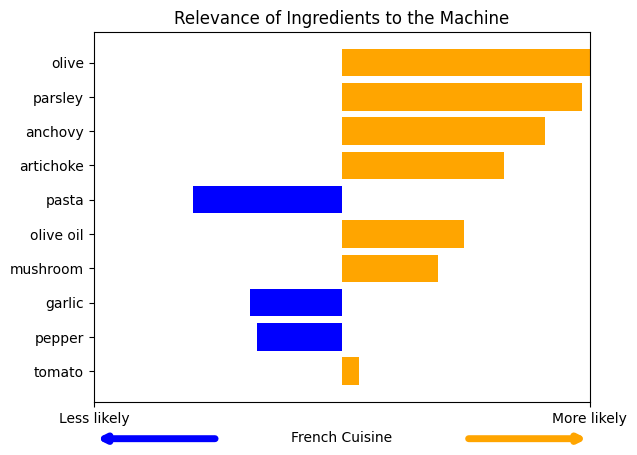 Relevance of Ingredients to the Machine
olive
parsley
anchovy
artichoke
pasta
olive oil
mushroom
garlic
pepper
tomato
Less likely
More likely
French Cuisine